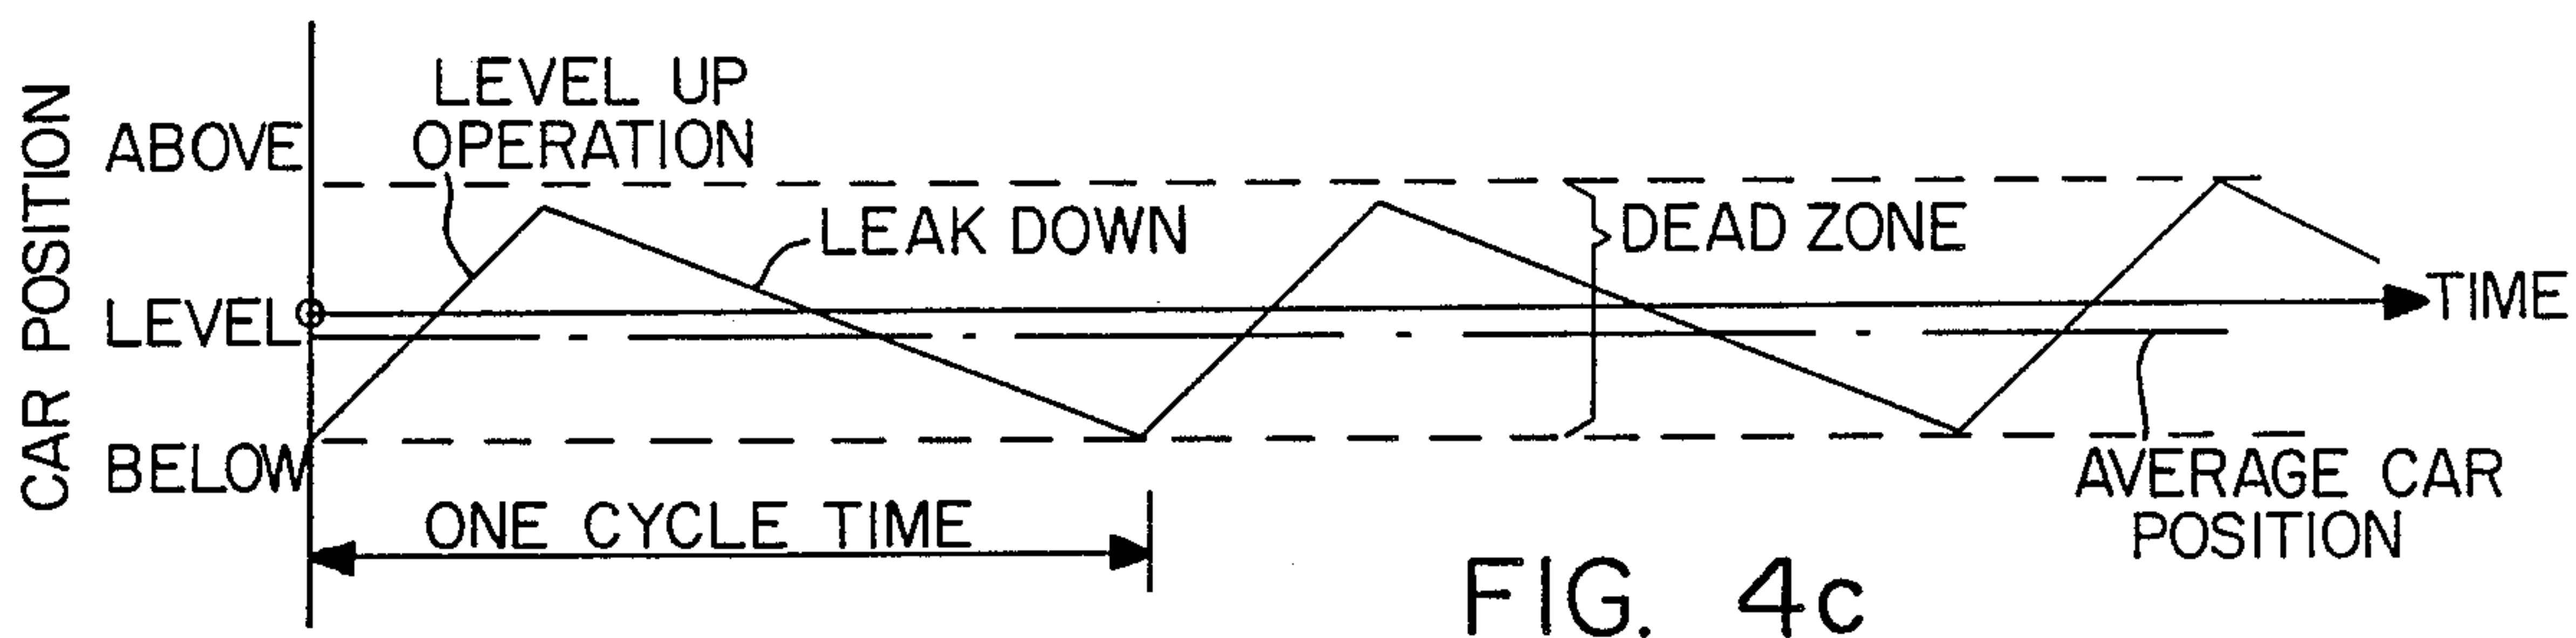 CAR POSITION
ABOVE
LEVEL
BELOW
LEVEL UP
OPERATION
LEAK DOWN
DEAD ZONE
TIME
AVERAGE CAR
POSITION
ONE CYCLE TIME
FIG. 4c